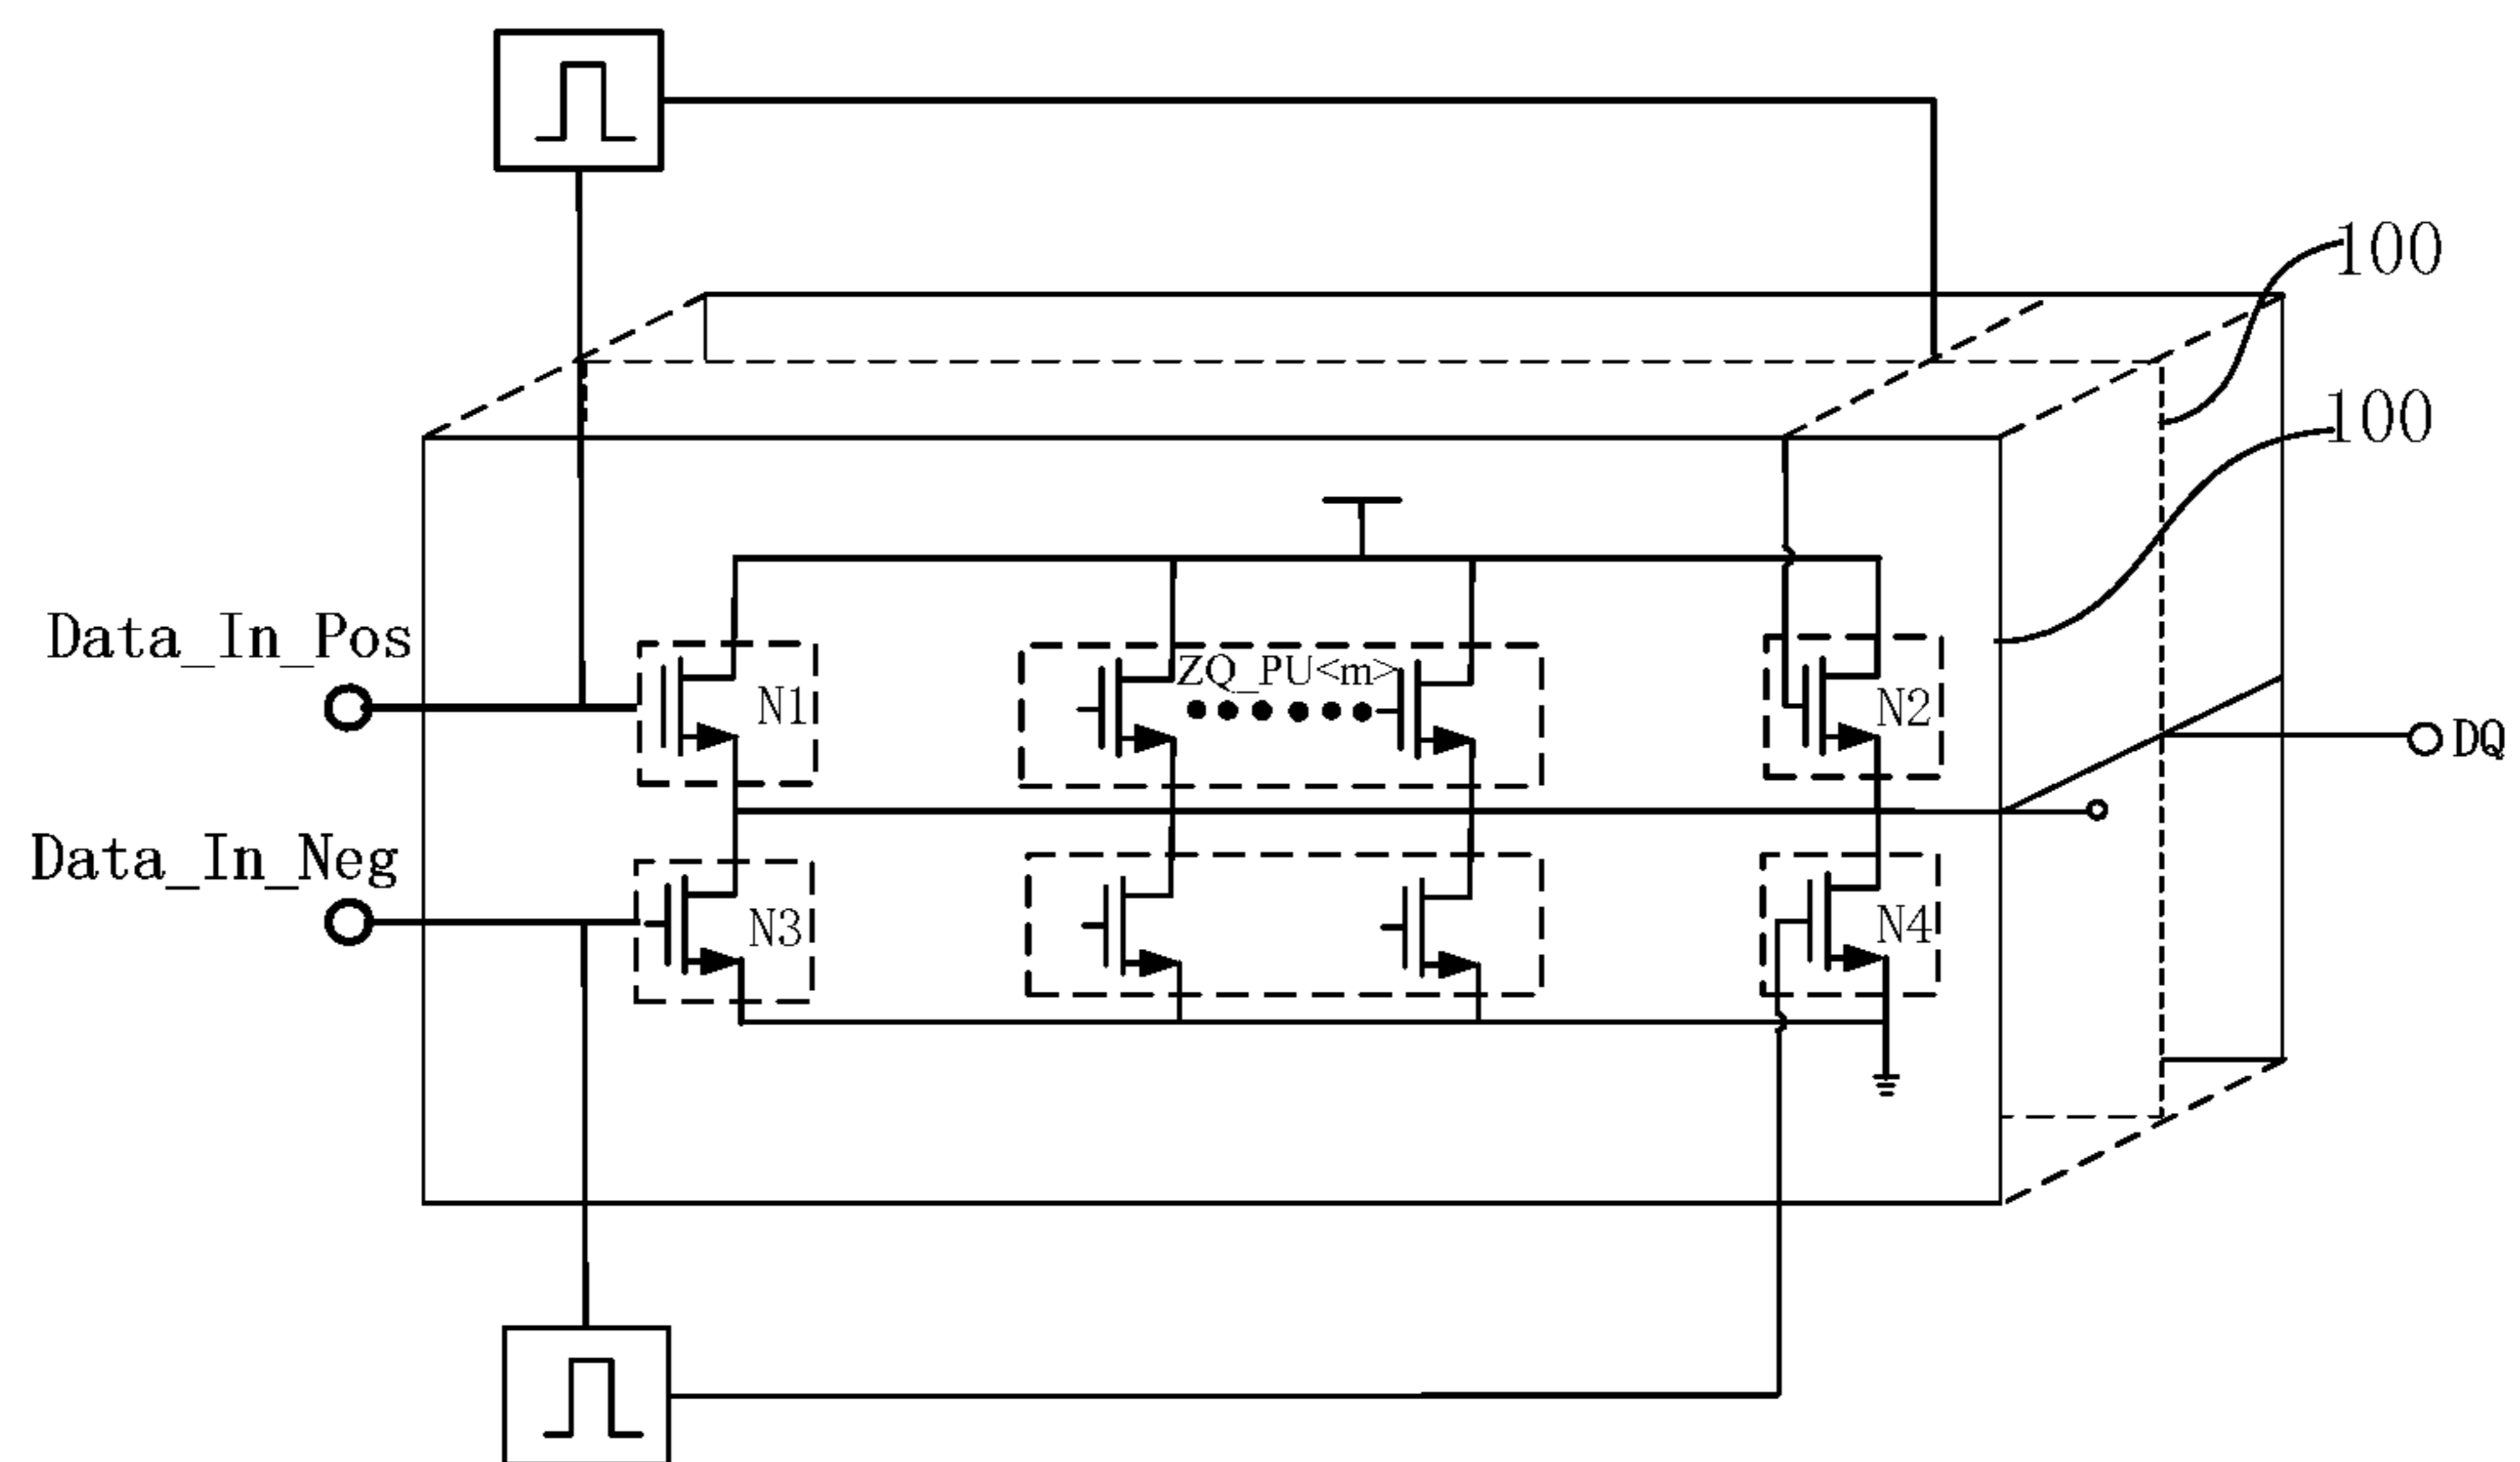 100
100
Data_In_Pos
ZQ_PU<m>
N1
N2
DQ
Data_In_Neg
N3
N4